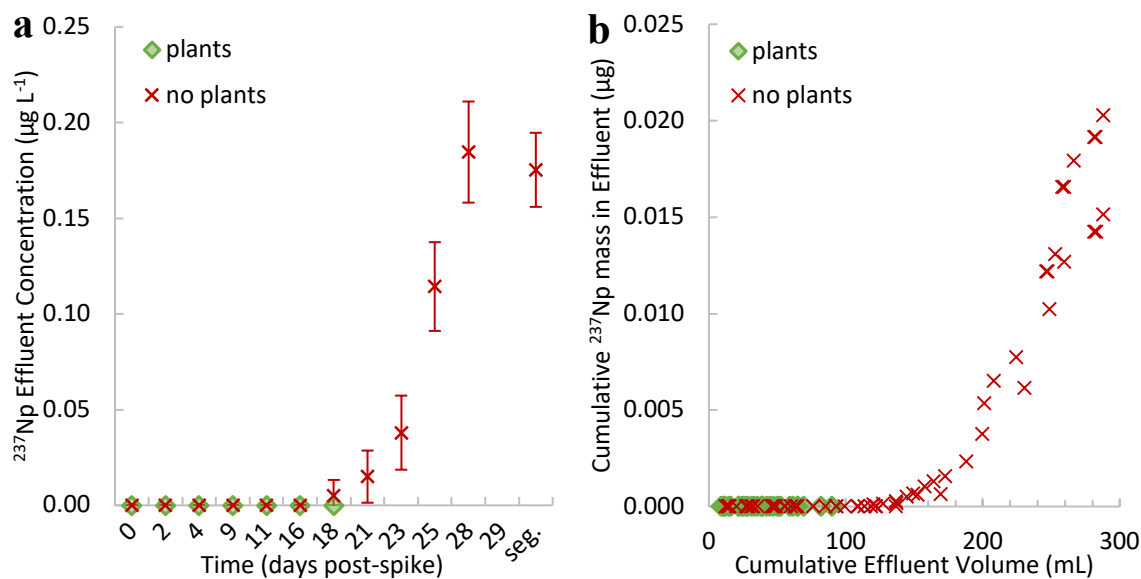 a
plants
no plants
²³⁷Np Effluent Concentration (µg L⁻¹)
0.25
0.20
0.15
0.10
0.05
0.00
0
2
4
9
11
16
18
21
23
25
28
29
seg.
Time (days post-spike)
b
plants
no plants
Cumulative ²³⁷Np mass in Effluent (µg)
0.025
0.020
0.015
0.010
0.005
0.000
0
100
200
300
Cumulative Effluent Volume (mL)